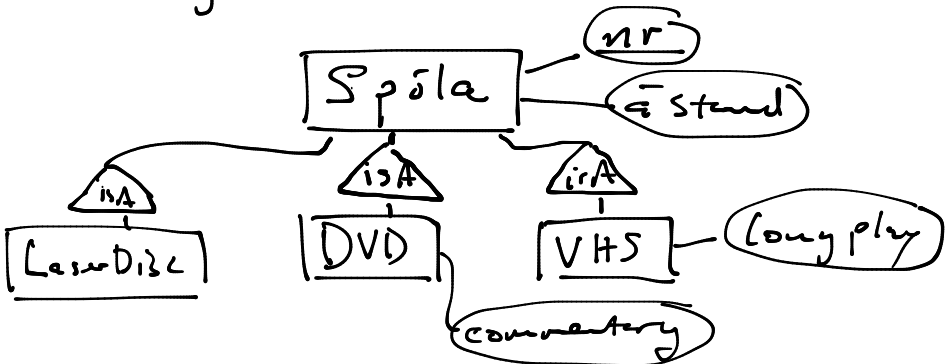 nr
Spóla
ástand
isA
isA
isA
LaserDisc
DVD
VHS
Long play
commentary